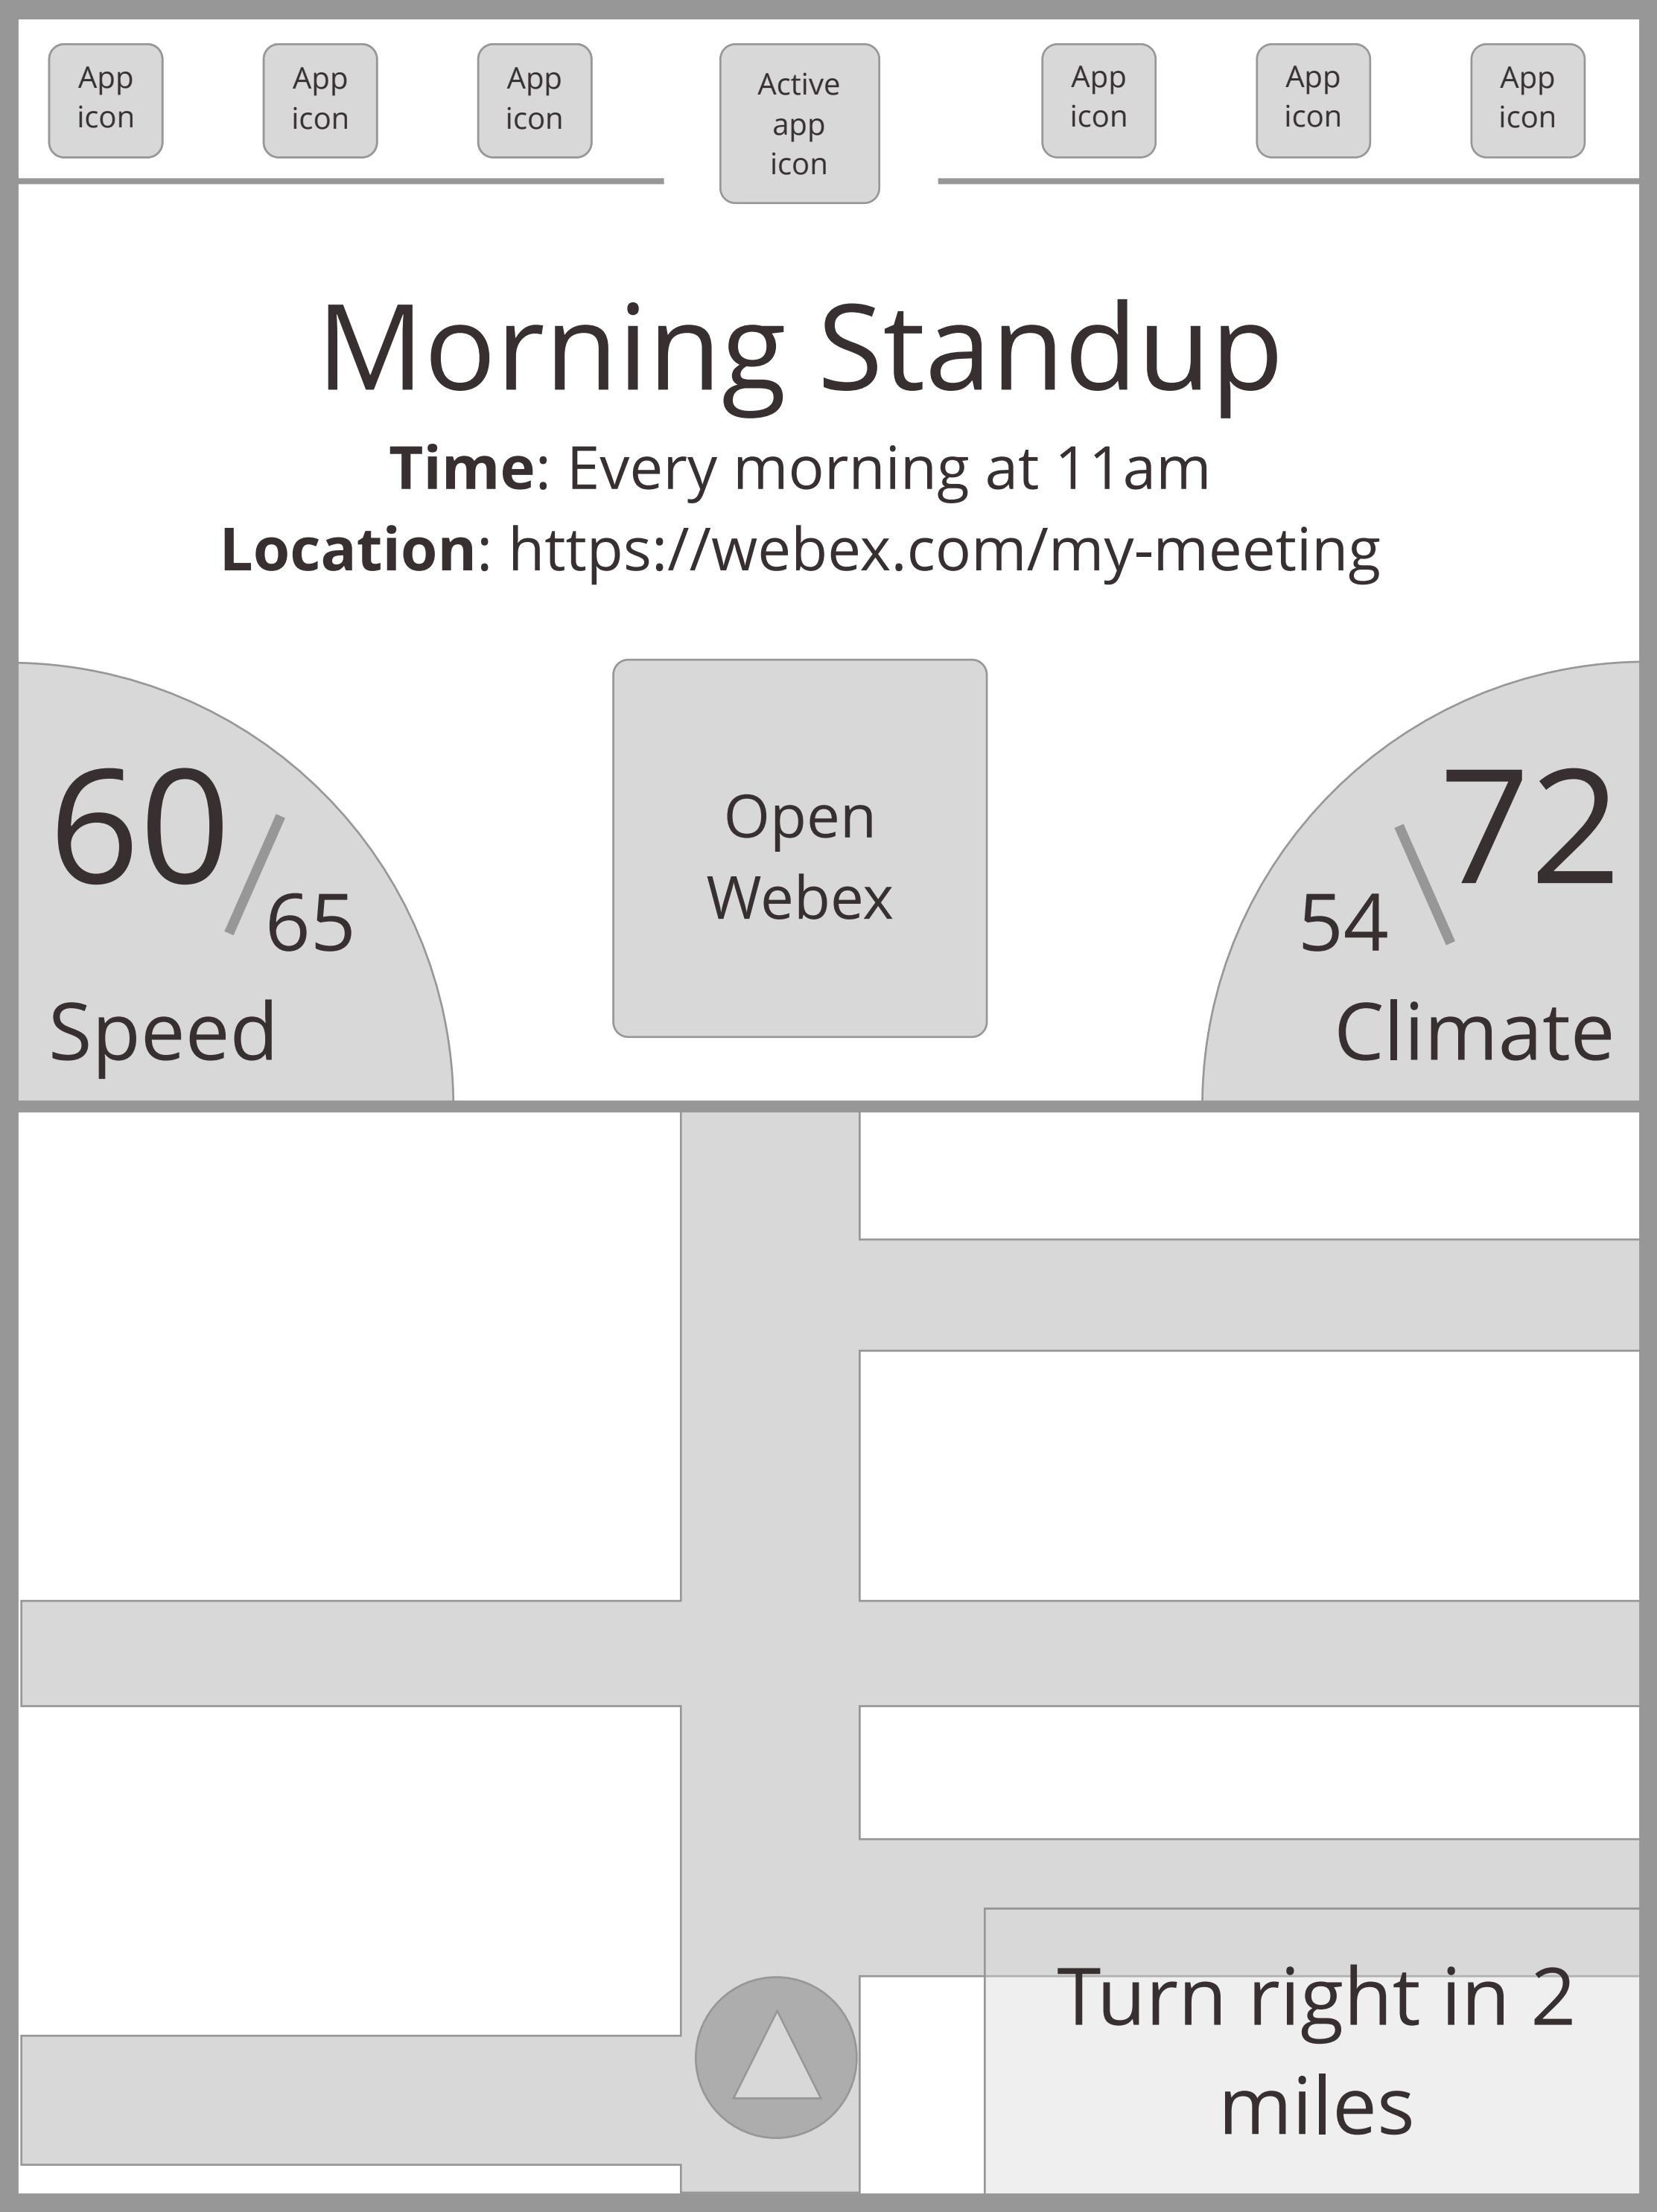 App
icon
App
icon
App
icon
Active
app
icon
App
icon
App
icon
App
icon
Morning Standup
Time: Every morning at 11am
Location: https://webex.com/my-meeting
60
65
Speed
Open
Webex
72
54
Climate
Turn right in 2
miles